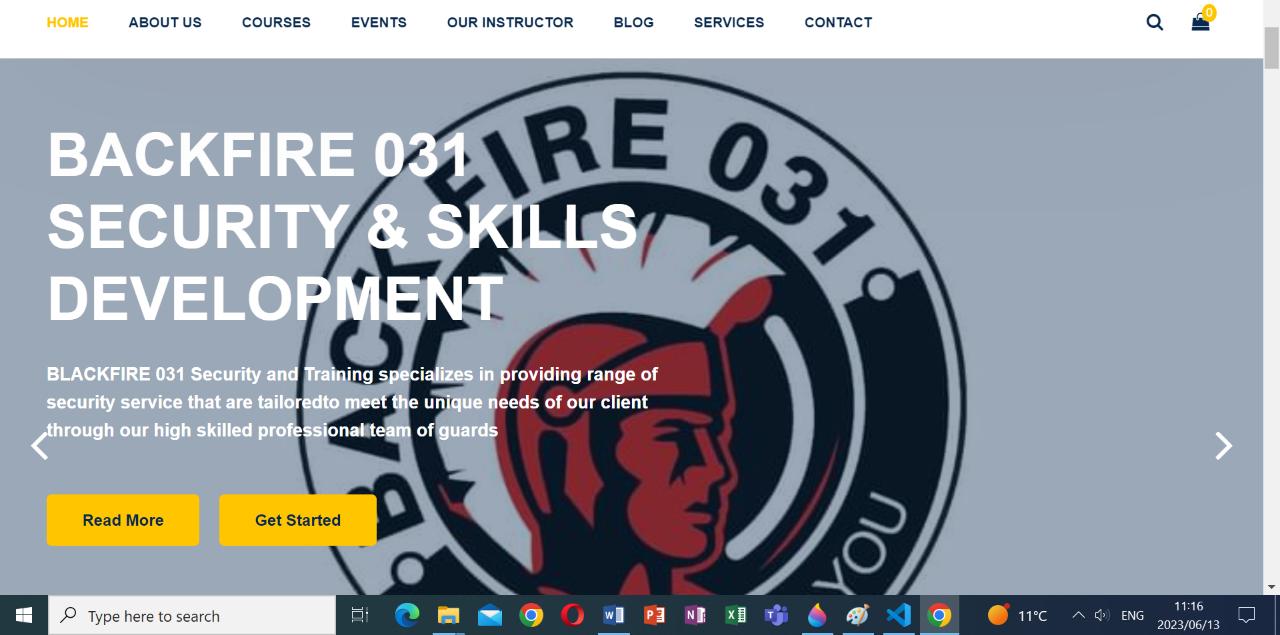 HOME ABOUT US COURSES EVENTS OUR INSTRUCTOR BLOG SERVICES CONTACT 0
BACKFIRE 031
BACKFIRE 031
SECURITY & SKILLS
DEVELOPMENT
BLACKFIRE 031 Security and Training specializes in providing range of
security service that are tailoredto meet the unique needs of our client
through our high skilled professional team of guards
Read More Get Started
YOU
Type here to search
11°C ENG 11:16
2023/06/13